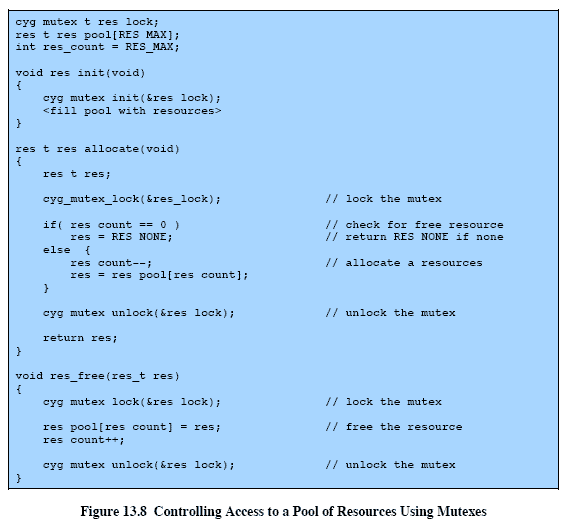 cyg mutex t res lock;
res t res pool[RES MAX];
int res_count = RES_MAX;
void res init(void)
{
cyg mutex init(&res lock);
<fill pool with resources>
}
res t res allocate(void)
{
res t res;
cyg_mutex_lock(&res_lock); // lock the mutex
if( res count == 0 ) // check for free resource
res = RES NONE; // return RES NONE if none
else {
res count--; // allocate a resources
res = res pool[res count];
}
cyg mutex unlock(&res lock); // unlock the mutex
return res;
}
void res_free(res_t res)
{
cyg mutex lock(&res lock); // lock the mutex
res pool[res count] = res; // free the resource
res count++;
cyg mutex unlock(&res lock); // unlock the mutex
}
Figure 13.8 Controlling Access to a Pool of Resources Using Mutexes